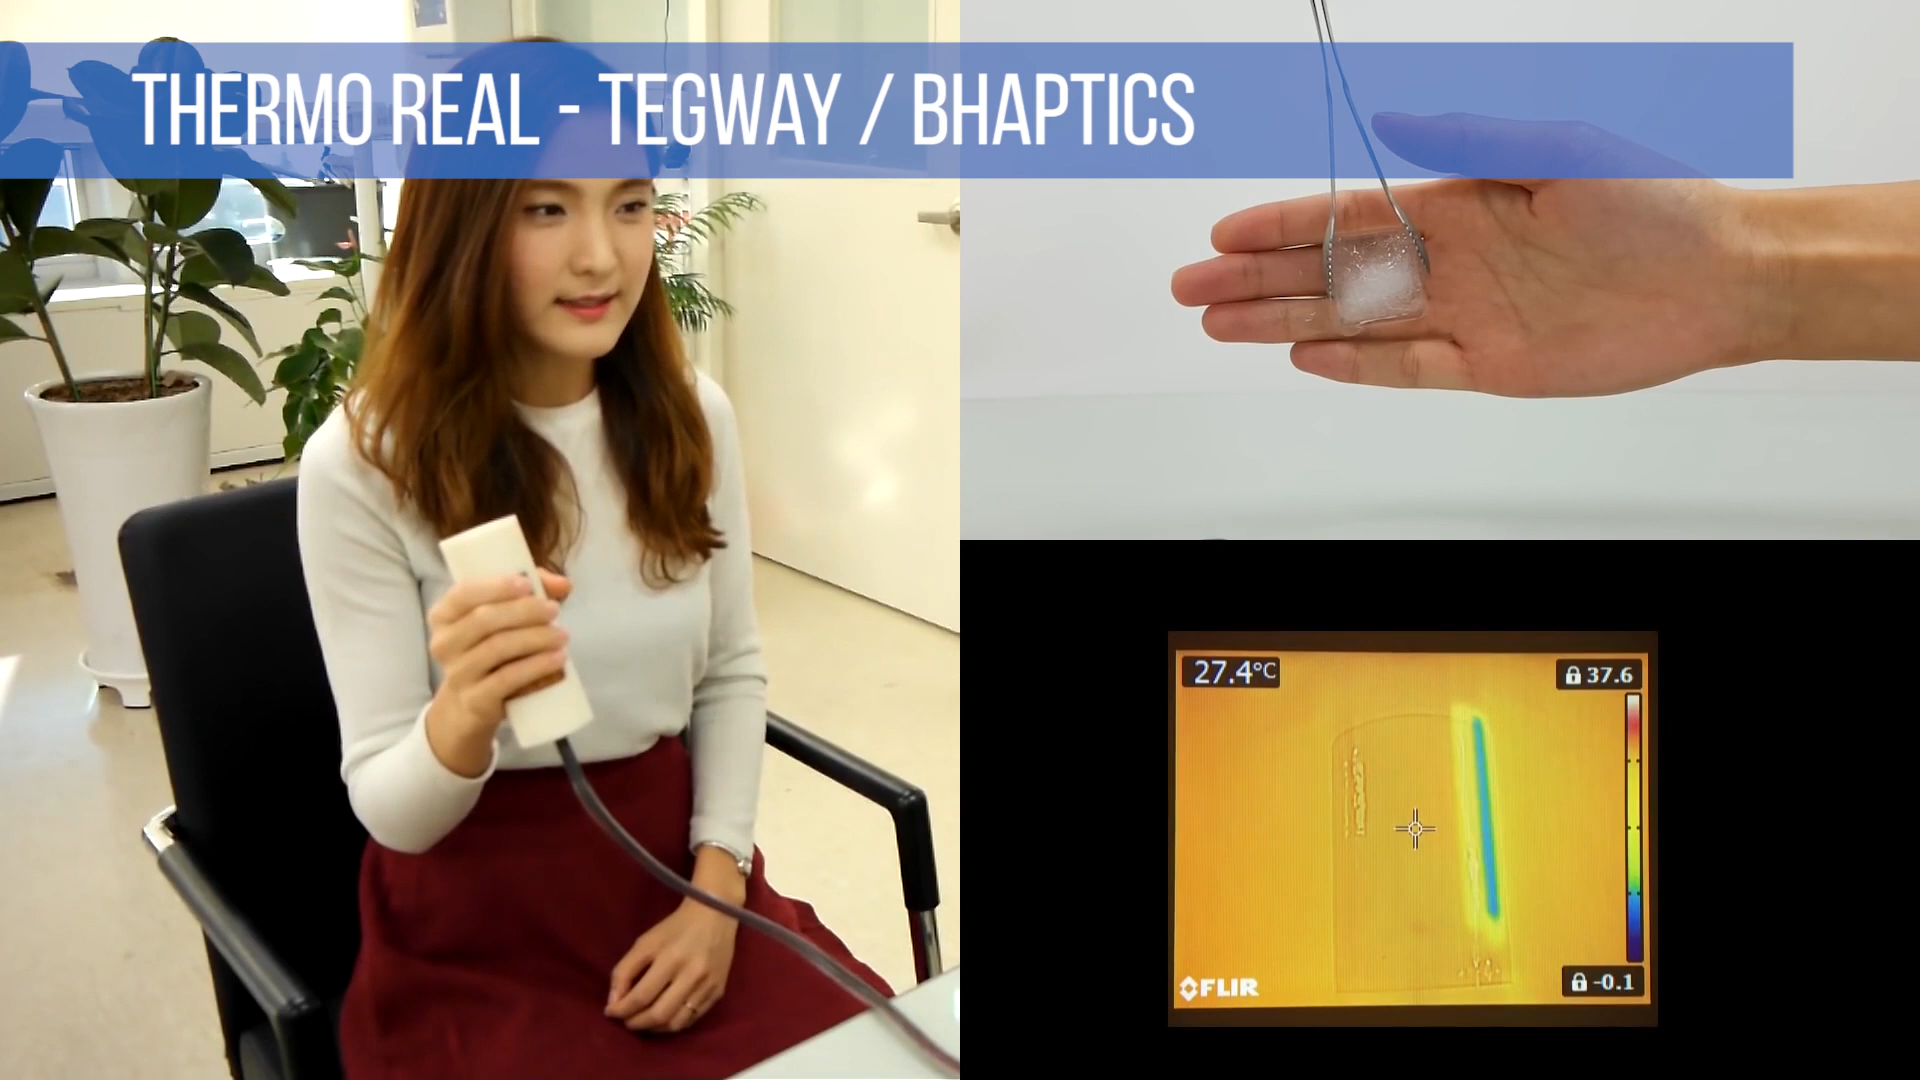 THERMO REAL - TEGWAY / BHAPTICS
27.4°C
37.6
-0.1
FLIR